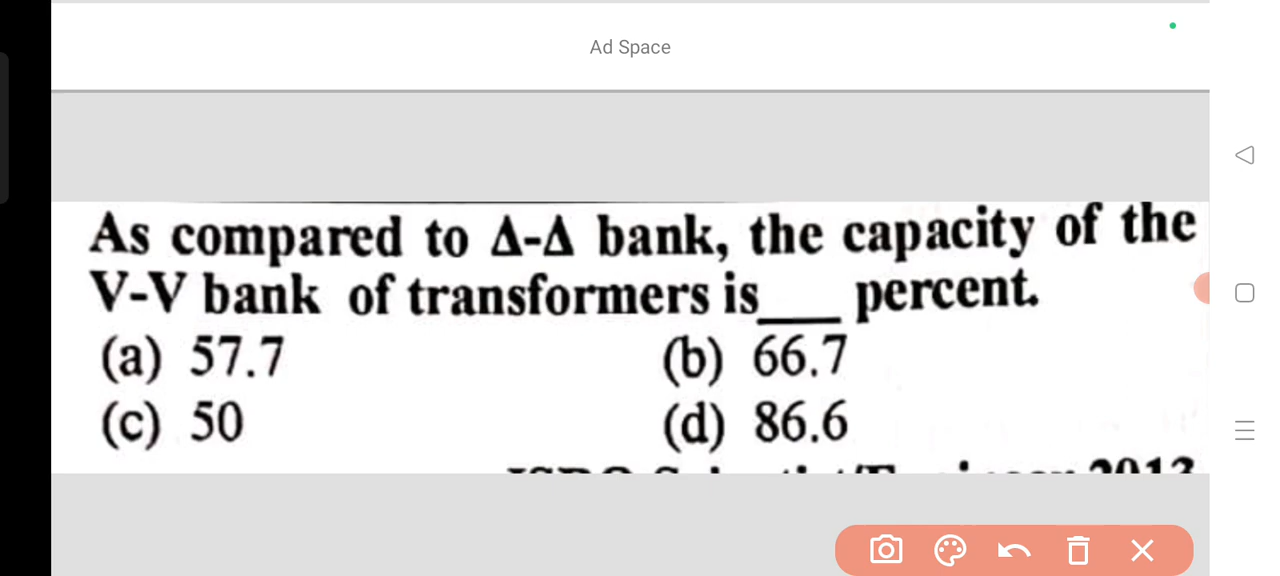 Ad Space
As compared to Δ-Δ bank, the capacity of the
V-V bank of transformers is___ percent.
(a) 57.7 (b) 66.7
(c) 50 (d) 86.6